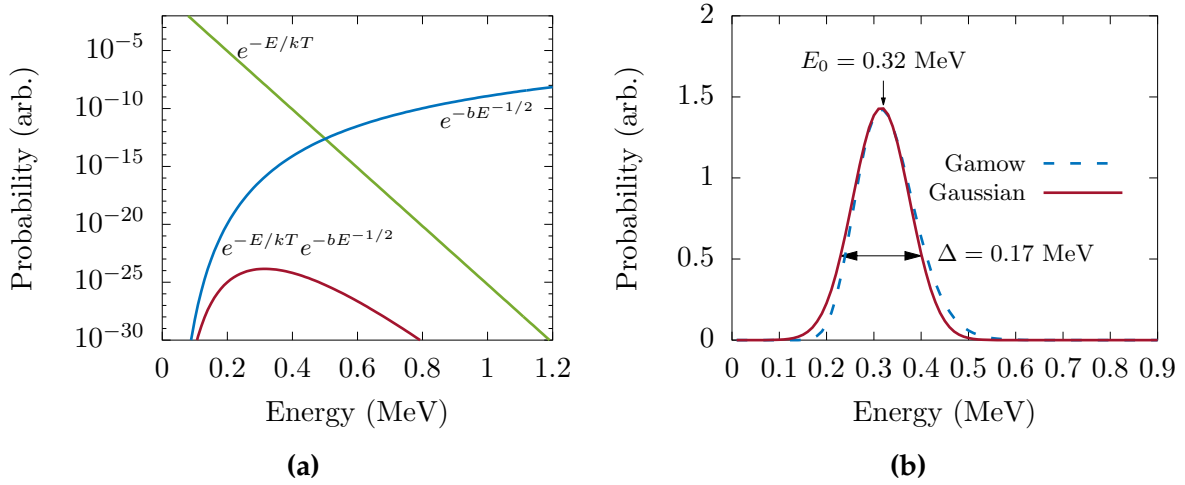 Probability (arb.)
10^{-5}
10^{-10}
10^{-15}
10^{-20}
10^{-25}
10^{-30}
e^{-E/kT}
e^{-bE^{-1/2}}
e^{-E/kT} e^{-bE^{-1/2}}
0 0.2 0.4 0.6 0.8 1 1.2
Energy (MeV)
(a)
Probability (arb.)
2
1.5
1
0.5
0
E_0 = 0.32 MeV
Gamow
Gaussian
Δ = 0.17 MeV
0 0.1 0.2 0.3 0.4 0.5 0.6 0.7 0.8 0.9
Energy (MeV)
(b)